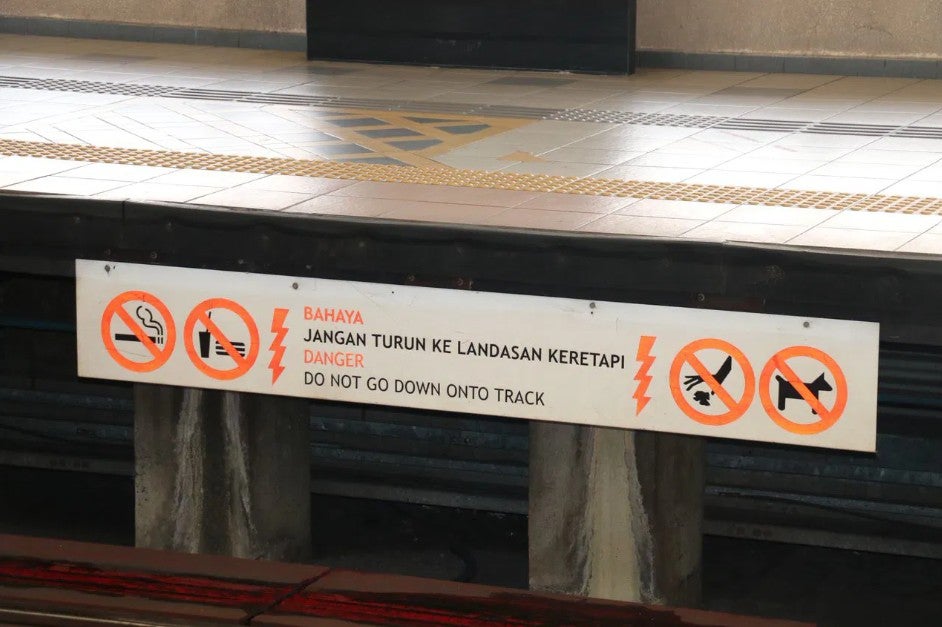 BAHAYA
JANGAN TURUN KE LANDASAN KERETAPI
DANGER
DO NOT GO DOWN ONTO TRACK